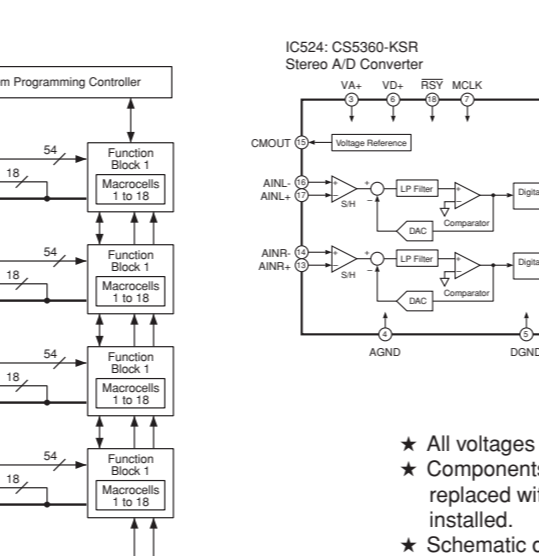 Programming Controller
54
18
Function
Block 1
Macrocells
1 to 18
54
18
Function
Block 1
Macrocells
1 to 18
54
18
Function
Block 1
Macrocells
1 to 18
54
18
Function
Block 1
Macrocells
1 to 18
IC524: CS5360-KSR
Stereo A/D Converter
VA+ VD+ RSY MCLK
3 6 18 7
CMOUT 15 Voltage Reference
AINL- 16
AINL+ 17
+ - S/H + - LP Filter + - Comparator
DAC
AINR- 14
AINR+ 13
+ - S/H + - LP Filter + - Comparator
DAC
4 5
AGND DGND
★ All voltages
★ Components
replaced
installed.
★ Schematic